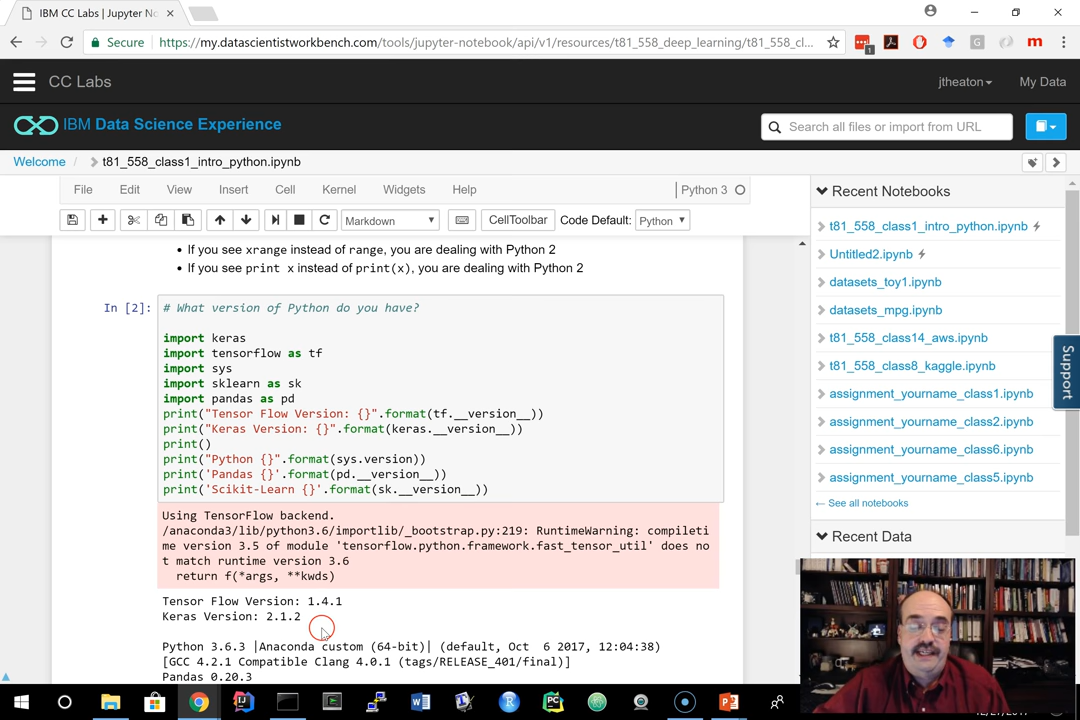 IBM CC Labs | Jupyter No
Secure
https://my.datascientistworkbench.com/tools/jupyter-notebook/api/v1/resources/t81_558_deep_learning/t81_558_cl...
1
G
m
CC Labs
jtheaton
My Data
IBM Data Science Experience
Search all files or import from URL
Welcome / t81_558_class1_intro_python.ipynb
File Edit View Insert Cell Kernel Widgets Help
Python 3
Markdown
CellToolbar
Code Default:
Python
• If you see xrange instead of range, you are dealing with Python 2
• If you see print x instead of print(x), you are dealing with Python 2
In [2]:
# What version of Python do you have?
import keras
import tensorflow as tf
import sys
import sklearn as sk
import pandas as pd
print("Tensor Flow Version: {}".format(tf.__version__))
print("Keras Version: {}".format(keras.__version__))
print()
print("Python {}".format(sys.version))
print('Pandas {}'.format(pd.__version__))
print('Scikit-Learn {}'.format(sk.__version__))
Using TensorFlow backend.
/anaconda3/lib/python3.6/importlib/_bootstrap.py:219: RuntimeWarning: compileti
me version 3.5 of module 'tensorflow.python.framework.fast_tensor_util' does no
t match runtime version 3.6
return f(*args, **kwds)
Tensor Flow Version: 1.4.1
Keras Version: 2.1.2
Python 3.6.3 |Anaconda custom (64-bit)| (default, Oct  6 2017, 12:04:38)
[GCC 4.2.1 Compatible Clang 4.0.1 (tags/RELEASE_401/final)]
Pandas 0.20.3
Recent Notebooks
t81_558_class1_intro_python.ipynb
Untitled2.ipynb
datasets_toy1.ipynb
datasets_mpg.ipynb
t81_558_class14_aws.ipynb
t81_558_class8_kaggle.ipynb
assignment_yourname_class1.ipynb
assignment_yourname_class2.ipynb
assignment_yourname_class6.ipynb
assignment_yourname_class5.ipynb
← See all notebooks
Recent Data
Support